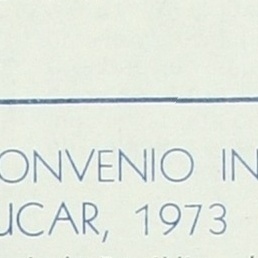 ONVENIO IN
UCAR, 1973